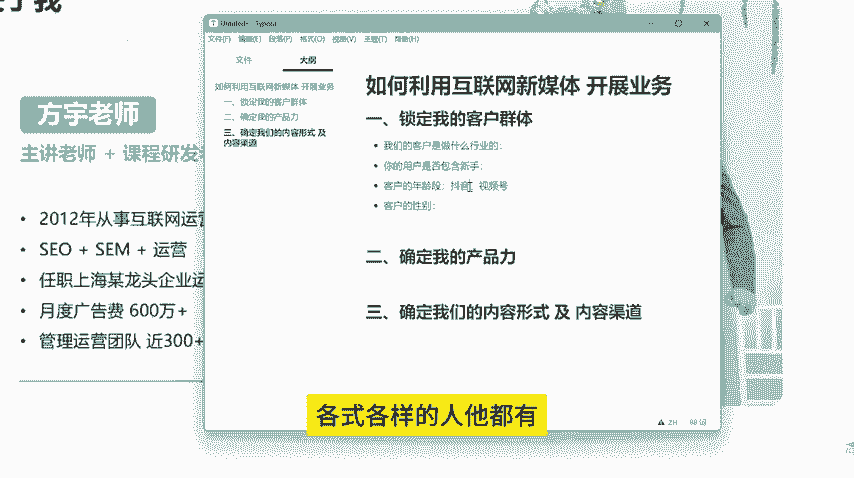 方宇老师
主讲老师 + 课程研发
• 2012年从事互联网运营
• SEO + SEM + 运营
• 任职上海某龙头企业运
• 月度广告费 600万+
• 管理运营团队 近300+
文件(F) 编辑(E) 段落(P) 格式(O) 视图(V) 主题(T) 帮助(H)
文件 大纲
如何利用互联网新媒体 开展业务
一、锁定我的客户群体
二、确定我的产品力
三、确定我们的内容形式 及
内容渠道
如何利用互联网新媒体 开展业务
一、锁定我的客户群体
• 我们的客户是做什么行业的；
• 你的用户是否包含新手；
• 客户的年龄段：抖音 视频号
• 客户的性别：
二、确定我的产品力
三、确定我们的内容形式 及 内容渠道
ZH
各式各样的人他都有